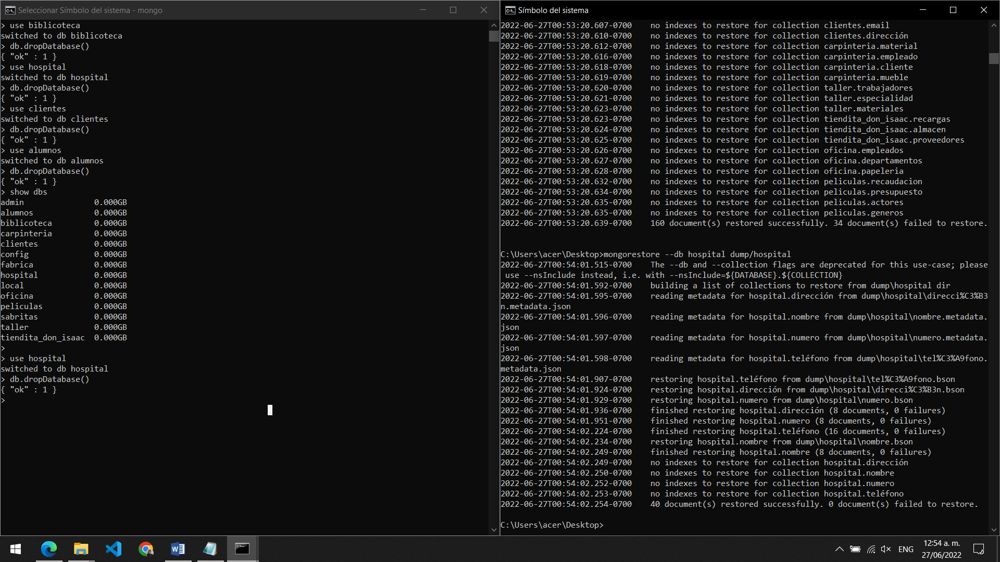 Seleccionar Símbolo del sistema - mongo
> use biblicoteca
switched to db biblicoteca
> db.dropDatabase()
{ "ok" : 1 }
> use hospital
switched to db hospital
> db.dropDatabase()
{ "ok" : 1 }
> use clientes
switched to db clientes
> db.dropDatabase()
{ "ok" : 1 }
> use alumnos
switched to db alumnos
> db.dropDatabase()
{ "ok" : 1 }
> show dbs
admin 0.000GB
alumnos 0.000GB
biblicoteca 0.000GB
carpinteria 0.000GB
clientes 0.000GB
config 0.000GB
fabrica 0.000GB
hospital 0.000GB
local 0.000GB
oficina 0.000GB
peliculas 0.000GB
sabritas 0.000GB
taller 0.000GB
tiendita_don_isaac 0.000GB
>
> use hospital
switched to db hospital
> db.dropDatabase()
{ "ok" : 1 }
>
Símbolo del sistema
2022-06-27T00:53:20.607-0700 no indexes to restore for collection clientes.email
2022-06-27T00:53:20.610-0700 no indexes to restore for collection clientes.dirección
2022-06-27T00:53:20.612-0700 no indexes to restore for collection carpinteria.material
2022-06-27T00:53:20.616-0700 no indexes to restore for collection carpinteria.empleado
2022-06-27T00:53:20.618-0700 no indexes to restore for collection carpinteria.cliente
2022-06-27T00:53:20.619-0700 no indexes to restore for collection carpinteria.mueble
2022-06-27T00:53:20.620-0700 no indexes to restore for collection taller.trabajadores
2022-06-27T00:53:20.621-0700 no indexes to restore for collection taller.especialidad
2022-06-27T00:53:20.623-0700 no indexes to restore for collection taller.materiales
2022-06-27T00:53:20.623-0700 no indexes to restore for collection tiendita_don_isaac.recargas
2022-06-27T00:53:20.624-0700 no indexes to restore for collection tiendita_don_isaac.almacen
2022-06-27T00:53:20.625-0700 no indexes to restore for collection tiendita_don_isaac.proveedores
2022-06-27T00:53:20.626-0700 no indexes to restore for collection oficina.empleados
2022-06-27T00:53:20.627-0700 no indexes to restore for collection oficina.departamentos
2022-06-27T00:53:20.628-0700 no indexes to restore for collection oficina.papeleria
2022-06-27T00:53:20.632-0700 no indexes to restore for collection peliculas.recaudacion
2022-06-27T00:53:20.634-0700 no indexes to restore for collection peliculas.presupuesto
2022-06-27T00:53:20.635-0700 no indexes to restore for collection peliculas.actores
2022-06-27T00:53:20.635-0700 no indexes to restore for collection peliculas.generos
2022-06-27T00:53:20.639-0700 160 document(s) restored successfully. 34 document(s) failed to restore.
C:\Users\acer\Desktop>mongorestore --db hospital dump/hospital
2022-06-27T00:54:01.515-0700 The --db and --collection flags are deprecated for this use-case; please
use --nsInclude instead, i.e. with --nsInclude=${DATABASE}.${COLLECTION}
2022-06-27T00:54:01.592-0700 building a list of collections to restore from dump\hospital dir
2022-06-27T00:54:01.595-0700 reading metadata for hospital.dirección from dump\hospital\direcci%C3%B3
n.metadata.json
2022-06-27T00:54:01.596-0700 reading metadata for hospital.nombre from dump\hospital\nombre.metadata.
json
2022-06-27T00:54:01.597-0700 reading metadata for hospital.numero from dump\hospital\numero.metadata.
json
2022-06-27T00:54:01.598-0700 reading metadata for hospital.teléfono from dump\hospital\tel%C3%A9fono.
metadata.json
2022-06-27T00:54:01.907-0700 restoring hospital.teléfono from dump\hospital\tel%C3%A9fono.bson
2022-06-27T00:54:01.924-0700 restoring hospital.dirección from dump\hospital\direcci%C3%B3n.bson
2022-06-27T00:54:01.929-0700 restoring hospital.numero from dump\hospital\numero.bson
2022-06-27T00:54:01.936-0700 finished restoring hospital.dirección (8 documents, 0 failures)
2022-06-27T00:54:01.951-0700 finished restoring hospital.numero (8 documents, 0 failures)
2022-06-27T00:54:02.224-0700 finished restoring hospital.teléfono (16 documents, 0 failures)
2022-06-27T00:54:02.234-0700 restoring hospital.nombre from dump\hospital\nombre.bson
2022-06-27T00:54:02.249-0700 finished restoring hospital.nombre (8 documents, 0 failures)
2022-06-27T00:54:02.249-0700 no indexes to restore for collection hospital.dirección
2022-06-27T00:54:02.250-0700 no indexes to restore for collection hospital.nombre
2022-06-27T00:54:02.252-0700 no indexes to restore for collection hospital.numero
2022-06-27T00:54:02.253-0700 no indexes to restore for collection hospital.teléfono
2022-06-27T00:54:02.254-0700 40 document(s) restored successfully. 0 document(s) failed to restore.
C:\Users\acer\Desktop>
ENG
12:54 a. m.
27/06/2022